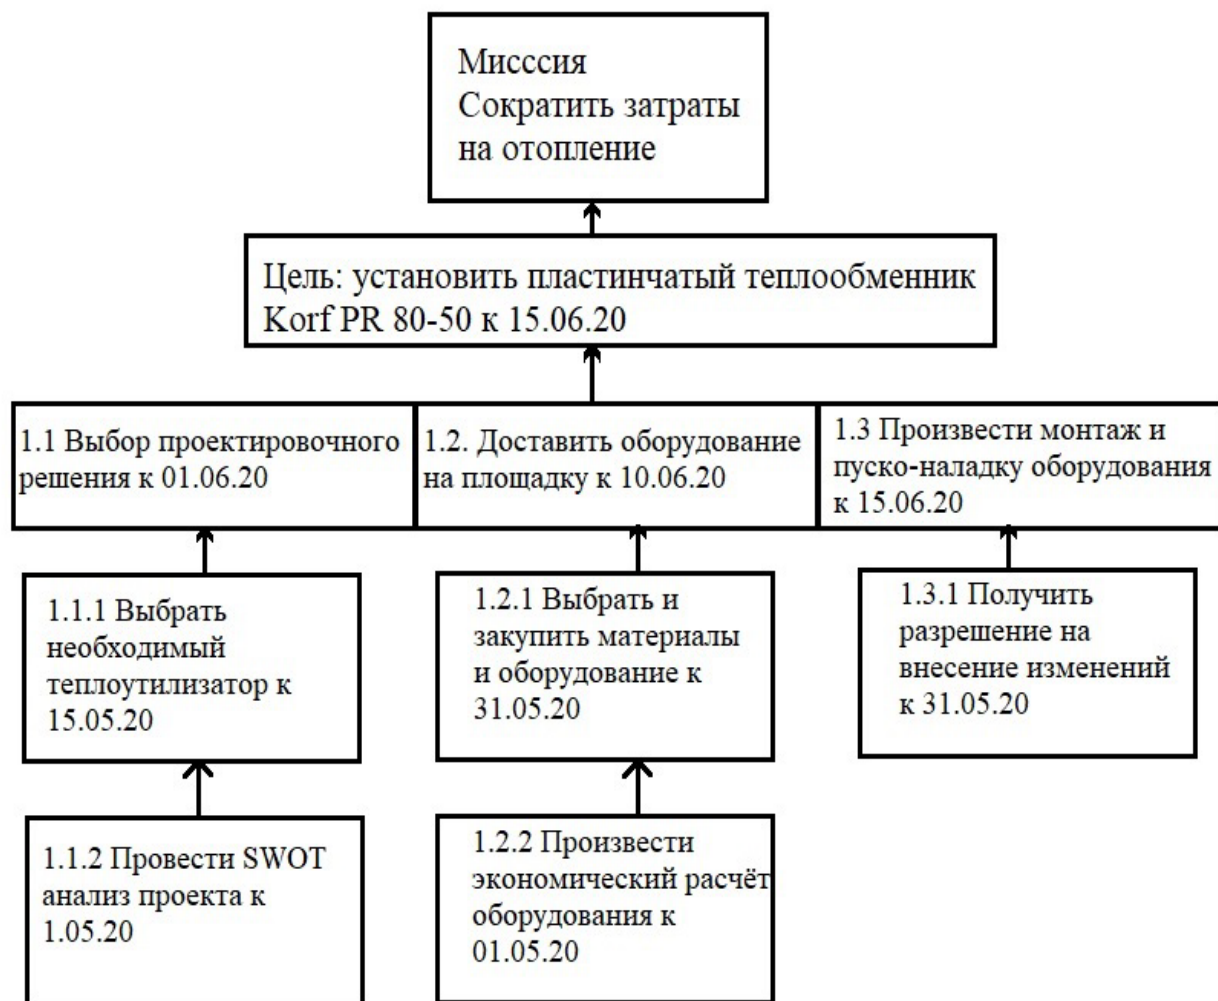 Мисссия
Сократить затраты
на отопление
Цель: установить пластинчатый теплообменник
Korf PR 80-50 к 15.06.20
1.1 Выбор проектировочного
решения к 01.06.20
1.2. Доставить оборудование
на площадку к 10.06.20
1.3 Произвести монтаж и
пуско-наладку оборудования
к 15.06.20
1.1.1 Выбрать
необходимый
теплоутилизатор к
15.05.20
1.2.1 Выбрать и
закупить материалы
и оборудование к
31.05.20
1.3.1 Получить
разрешение на
внесение изменений
к 31.05.20
1.1.2 Провести SWOT
анализ проекта к
1.05.20
1.2.2 Произвести
экономический расчёт
оборудования к
01.05.20